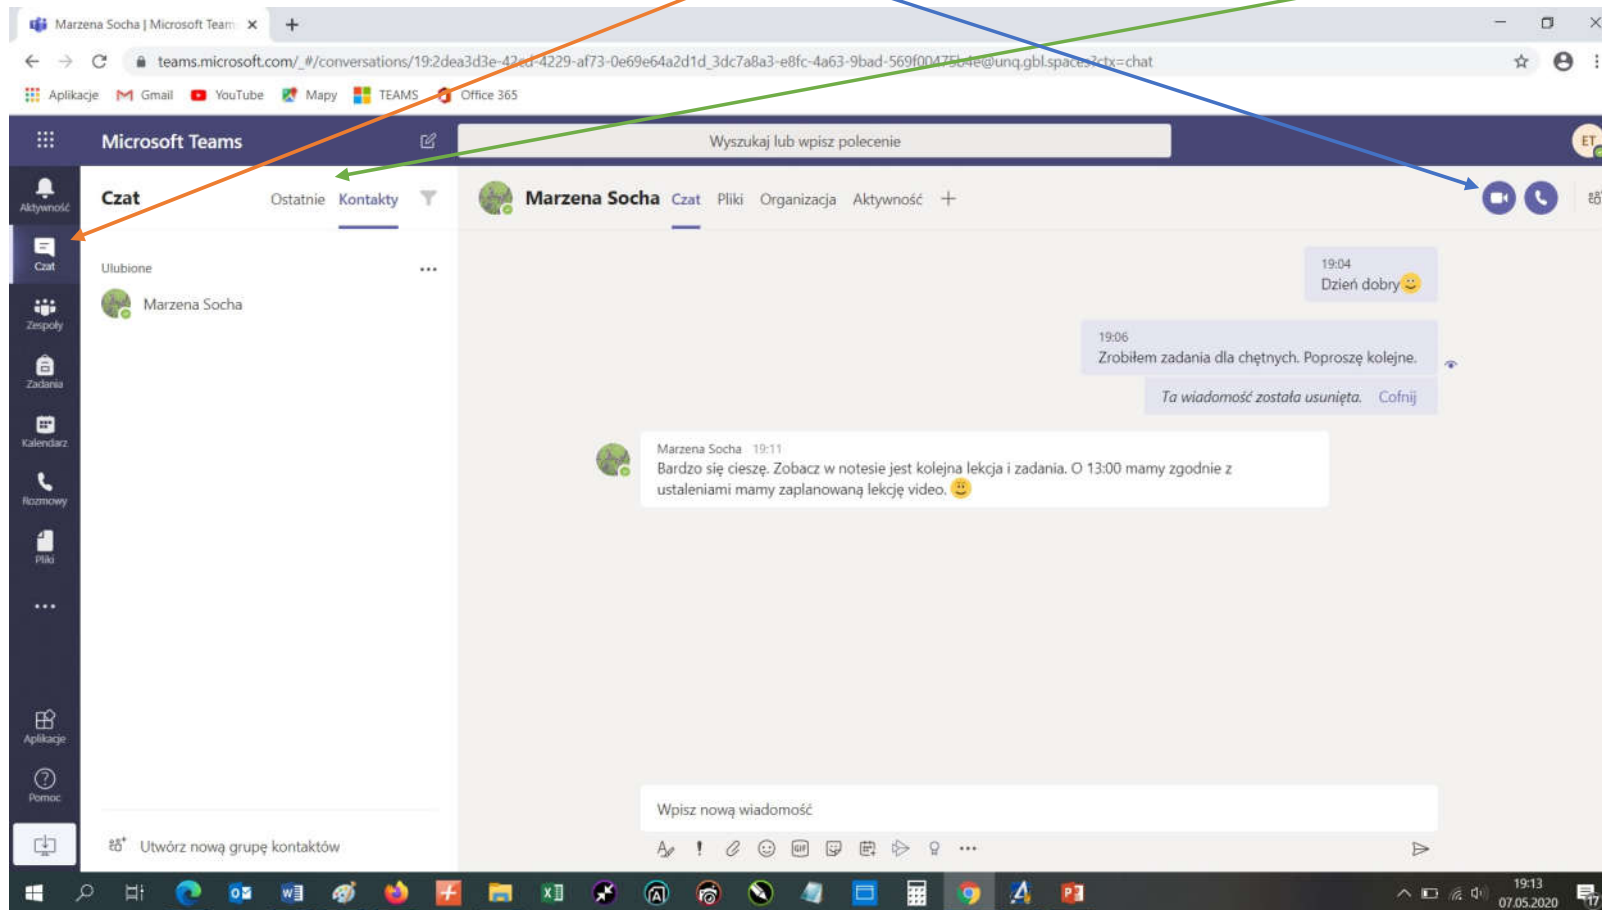 Marzena Socha | Microsoft Team
teams.microsoft.com/_#/conversations/19:2dea3d3e-42cd-4229-af73-0e69e64a2d1d_3dc7a8a3-e8fc-4a63-9bad-569f00475b4e@unq.gbl.spaces?ctx=chat
Aplikacje Gmail YouTube Mapy TEAMS Office 365
Microsoft Teams
Wyszukaj lub wpisz polecenie
ET
Aktywność
Czat
Zespoły
Zadania
Kalendarz
Rozmowy
Pliki
Aplikacje
Pomoc
Czat Ostatnie Kontakty
Ulubione
Marzena Socha
Utwórz nową grupę kontaktów
Marzena Socha Czat Pliki Organizacja Aktywność
19:04
Dzień dobry
19:06
Zrobiłem zadania dla chętnych. Poproszę kolejne.
Ta wiadomość została usunięta. Cofnij
Marzena Socha 19:11
Bardzo się cieszę. Zobacz w notesie jest kolejna lekcja i zadania. O 13:00 mamy zgodnie z
ustaleniami mamy zaplanowaną lekcję video.
Wpisz nową wiadomość
GIF
19:13
07.05.2020
17